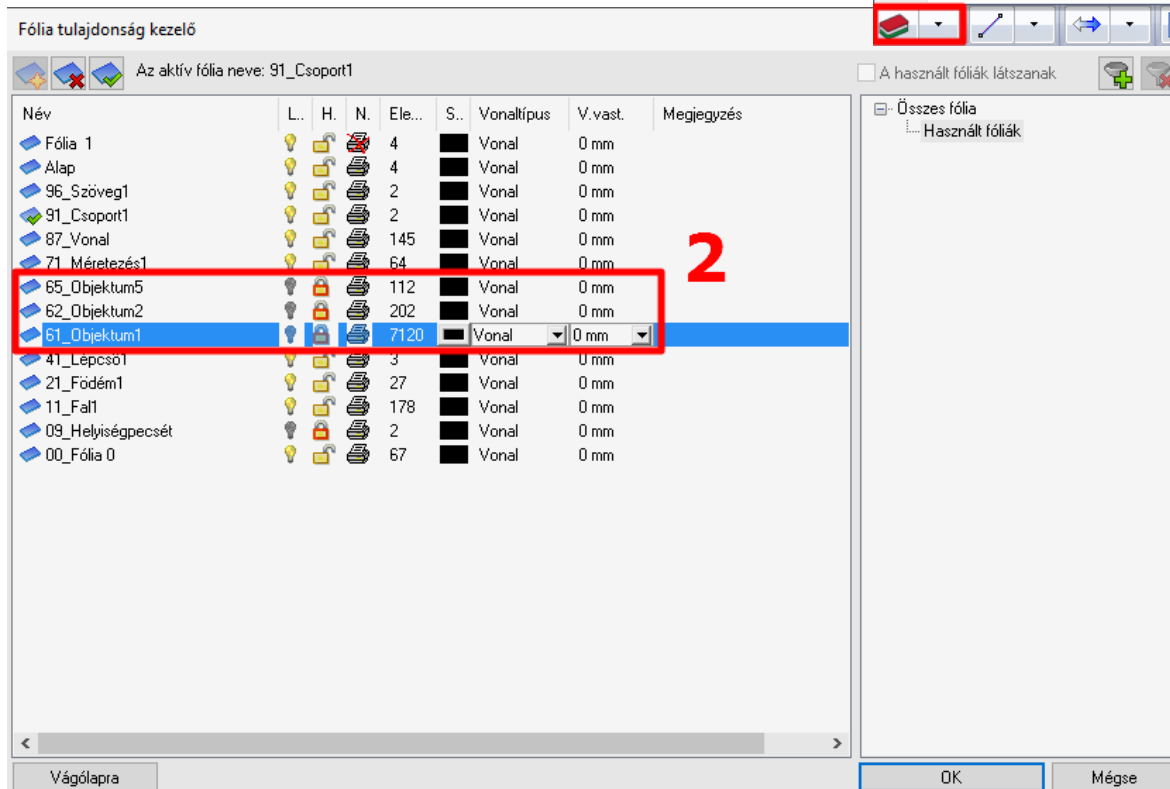 Fólia tulajdonság kezelő
Az aktív fólia neve: 91_Csoport1
A használt fóliák látszanak
Név L.. H. N. Ele... S.. Vonaltípus V.vast. Megjegyzés
Fólia 1 4 Vonal 0 mm
Alap 4 Vonal 0 mm
96_Szöveg1 2 Vonal 0 mm
91_Csoport1 2 Vonal 0 mm
87_Vonal 145 Vonal 0 mm
71_Méretezés1 64 Vonal 0 mm
65_Objektum5 112 Vonal 0 mm
62_Objektum2 202 Vonal 0 mm
61_Objektum1 7120 Vonal 0 mm
41_Lépcső1 3 Vonal 0 mm
21_Födém1 27 Vonal 0 mm
11_Fal1 178 Vonal 0 mm
09_Helyiségpecsét 2 Vonal 0 mm
00_Fólia 0 67 Vonal 0 mm
2
Összes fólia
Használt fóliák
Vágólapra
OK
Mégse